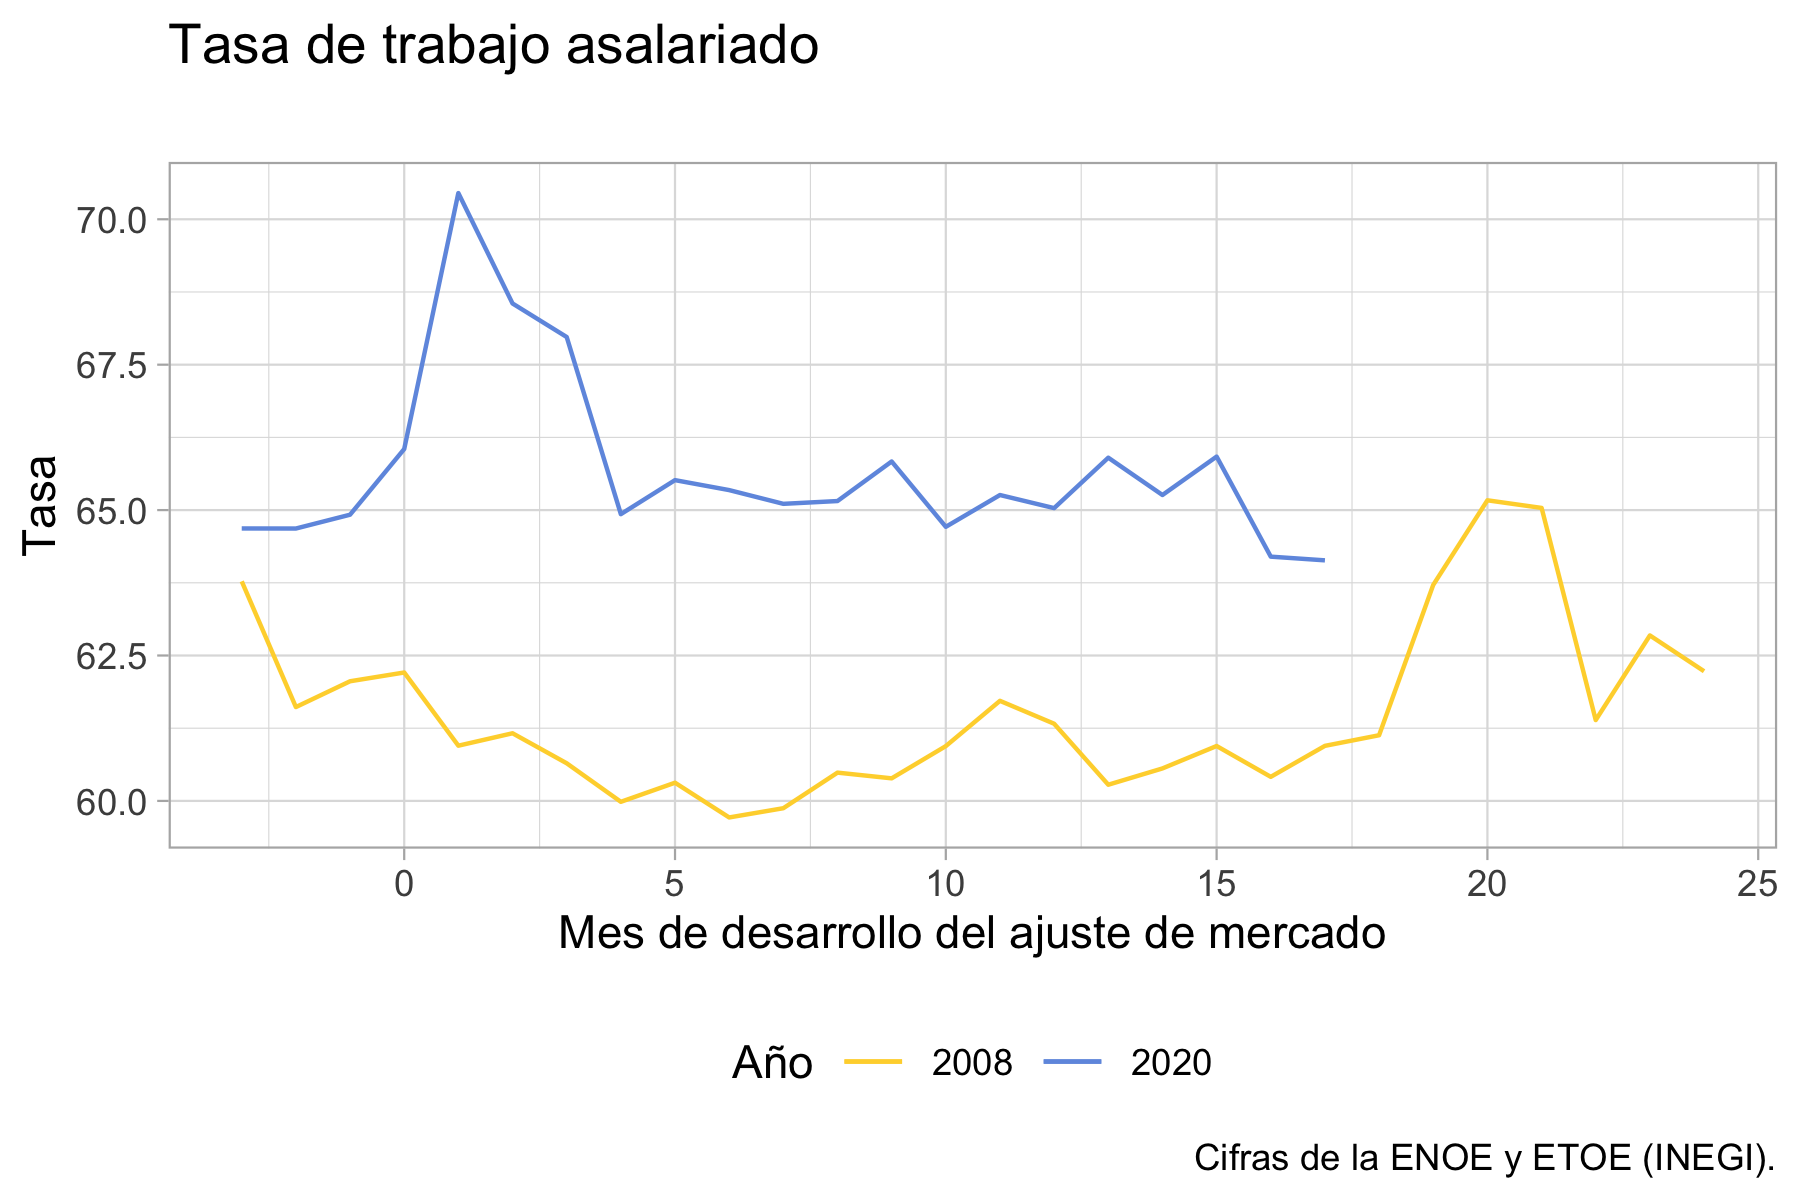 Tasa de trabajo asalariado
70.0
67.5
65.0
62.5
60.0
Tasa
0 5 10 15 20 25
Mes de desarrollo del ajuste de mercado
Año 2008 2020
Cifras de la ENOE y ETOE (INEGI).